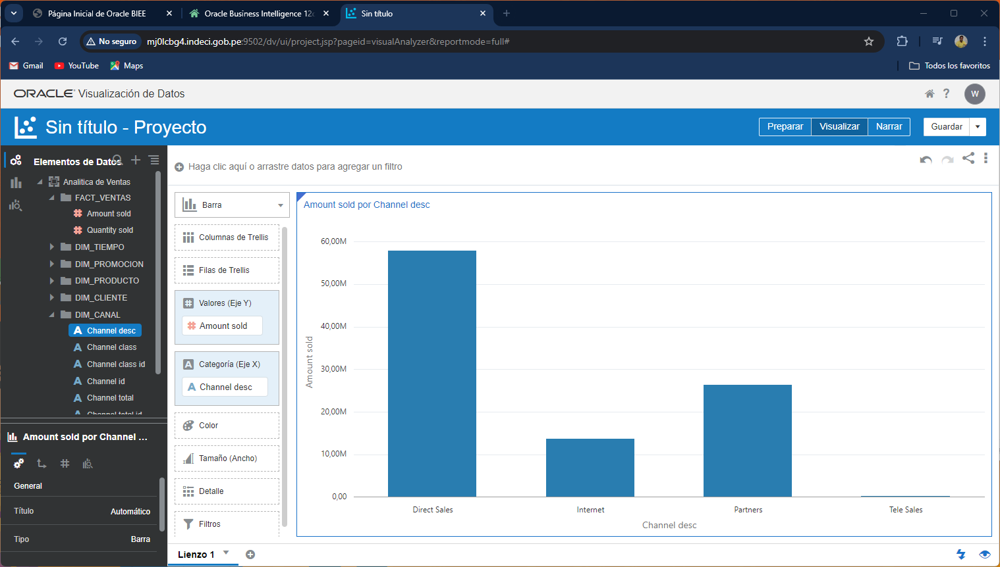 Página Inicial de Oracle BIEE
Oracle Business Intelligence 12c
Sin título
No seguro
mj0lcbg4.indeci.gob.pe:9502/dv/ui/project.jsp?pageid=visualAnalyzer&reportmode=full#
Gmail
YouTube
Maps
Todos los favoritos
ORACLE Visualización de Datos
W
Sin título - Proyecto
Preparar
Visualizar
Narrar
Guardar
Elementos de Datos
Analitica de Ventas
FACT_VENTAS
Amount sold
Quantity sold
DIM_TIEMPO
DIM_PROMOCION
DIM_PRODUCTO
DIM_CLIENTE
DIM_CANAL
A Channel desc
A Channel class
A Channel class id
A Channel id
A Channel total
A Channel total id
Amount sold por Channel ...
General
Título Automático
Tipo Barra
Haga clic aquí o arrastre datos para agregar un filtro
Barra
Columnas de Trellis
Filas de Trellis
Valores (Eje Y)
Amount sold
A Categoría (Eje X)
A Channel desc
Color
Tamaño (Ancho)
Detalle
Filtros
Amount sold por Channel desc
60,00M
50,00M
40,00M
30,00M
20,00M
10,00M
0,00
Amount sold
Direct Sales
Internet
Partners
Tele Sales
Channel desc
Lienzo 1